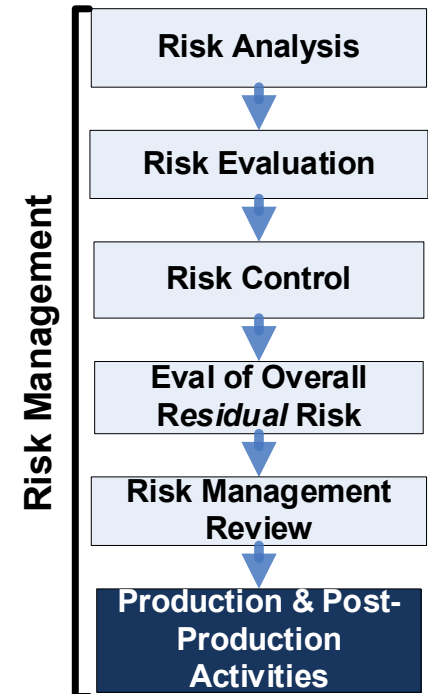 Risk Management
Risk Analysis
Risk Evaluation
Risk Control
Eval of Overall
Residual Risk
Risk Management
Review
Production & Post-
Production
Activities